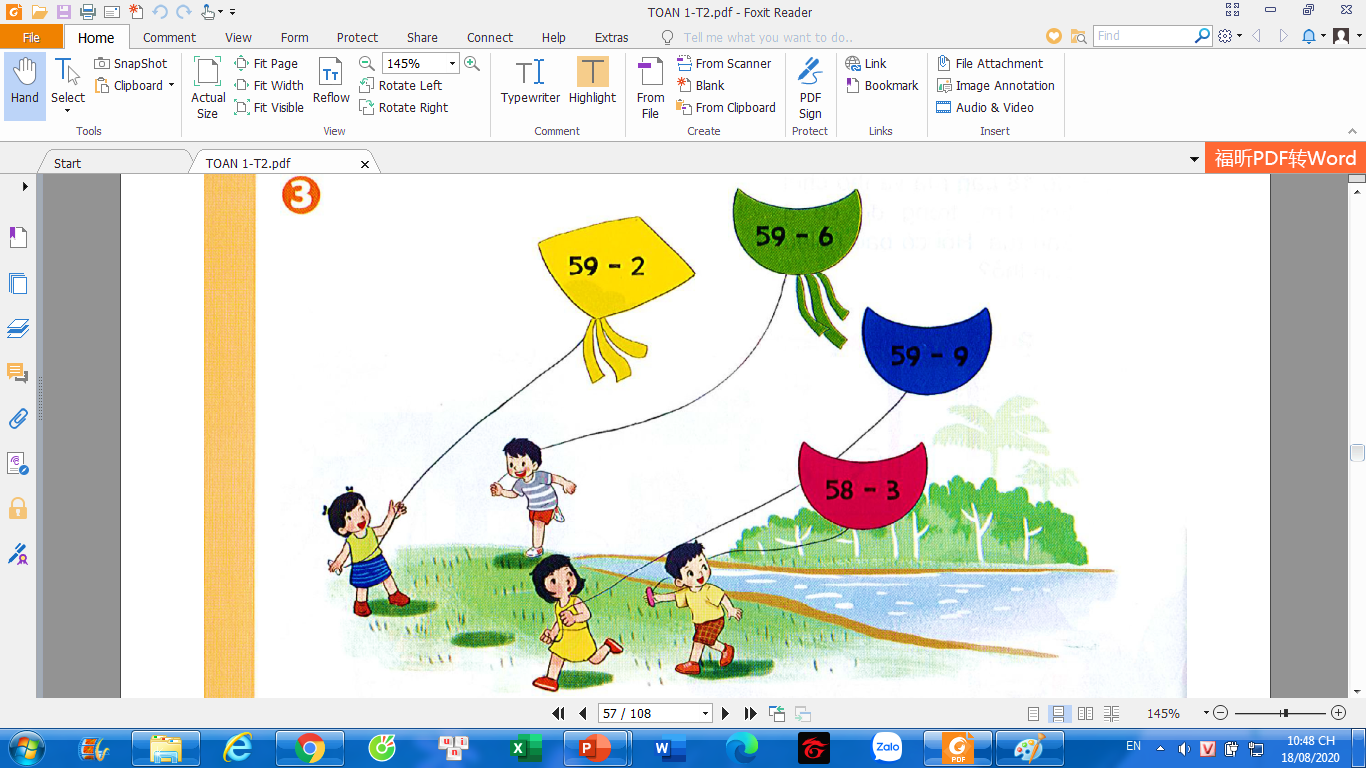 TOAN 1-T2.pdf - Foxit Reader
File Home Comment View Form Protect Share Connect Help Extras Tell me what you want to do.. Find
Hand
Select
SnapShot
Clipboard
Tools
Actual Size
Fit Page
Fit Width
Fit Visible
Reflow
145%
Rotate Left
Rotate Right
View
Typewriter
Highlight
Comment
From File
From Scanner
Blank
From Clipboard
Create
PDF Sign
Protect
Link
Bookmark
Links
File Attachment
Image Annotation
Audio & Video
Insert
Start TOAN 1-T2.pdf 福昕PDF转Word
3
59 - 2
59 - 6
59 - 9
58 - 3
57 / 108 145%
EN 10:48 CH
18/08/2020
Zalo
PDF